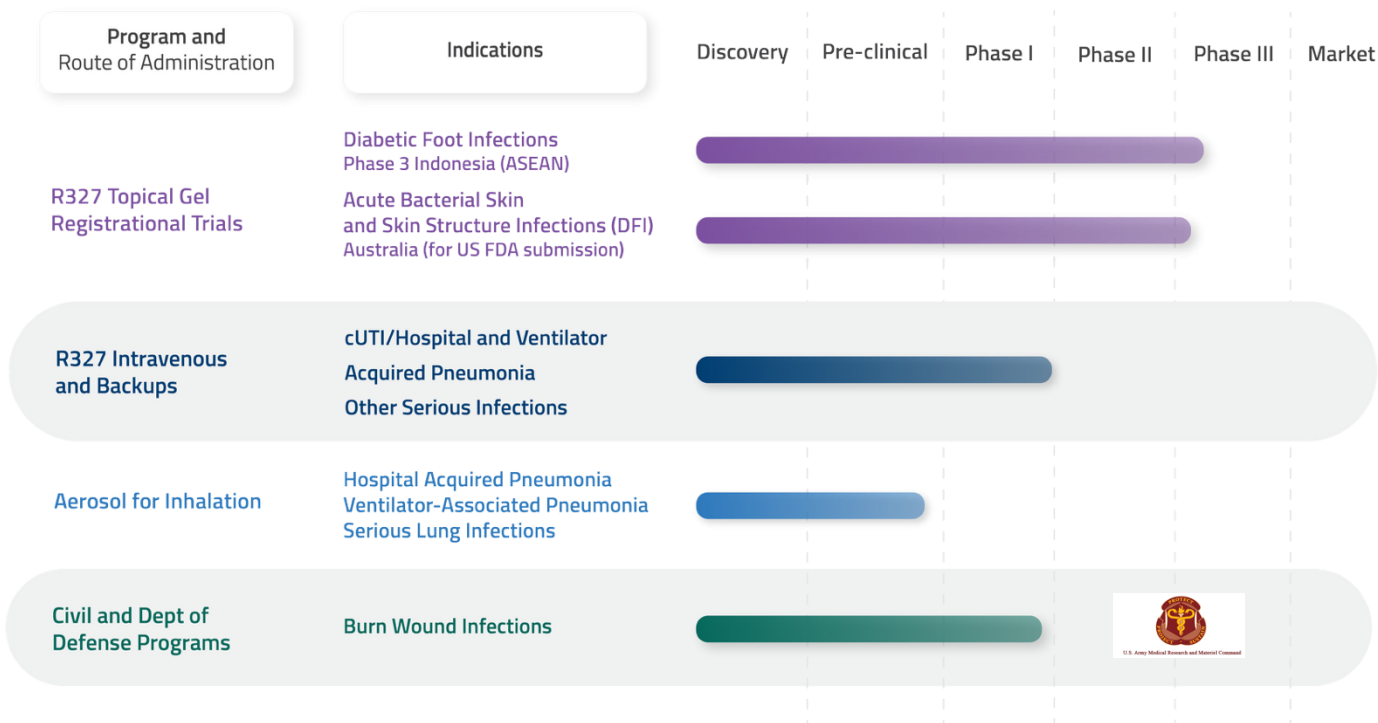 Program and
Route of Administration
Indications
Discovery
Pre-clinical
Phase I
Phase II
Phase III
Market
R327 Topical Gel
Registrational Trials
Diabetic Foot Infections
Phase 3 Indonesia (ASEAN)
Acute Bacterial Skin
and Skin Structure Infections (DFI)
Australia (for US FDA submission)
R327 Intravenous
and Backups
cUTI/Hospital and Ventilator
Acquired Pneumonia
Other Serious Infections
Aerosol for Inhalation
Hospital Acquired Pneumonia
Ventilator-Associated Pneumonia
Serious Lung Infections
Civil and Dept of
Defense Programs
Burn Wound Infections
PROTECT
U.S. Army Medical Research and Materiel Command